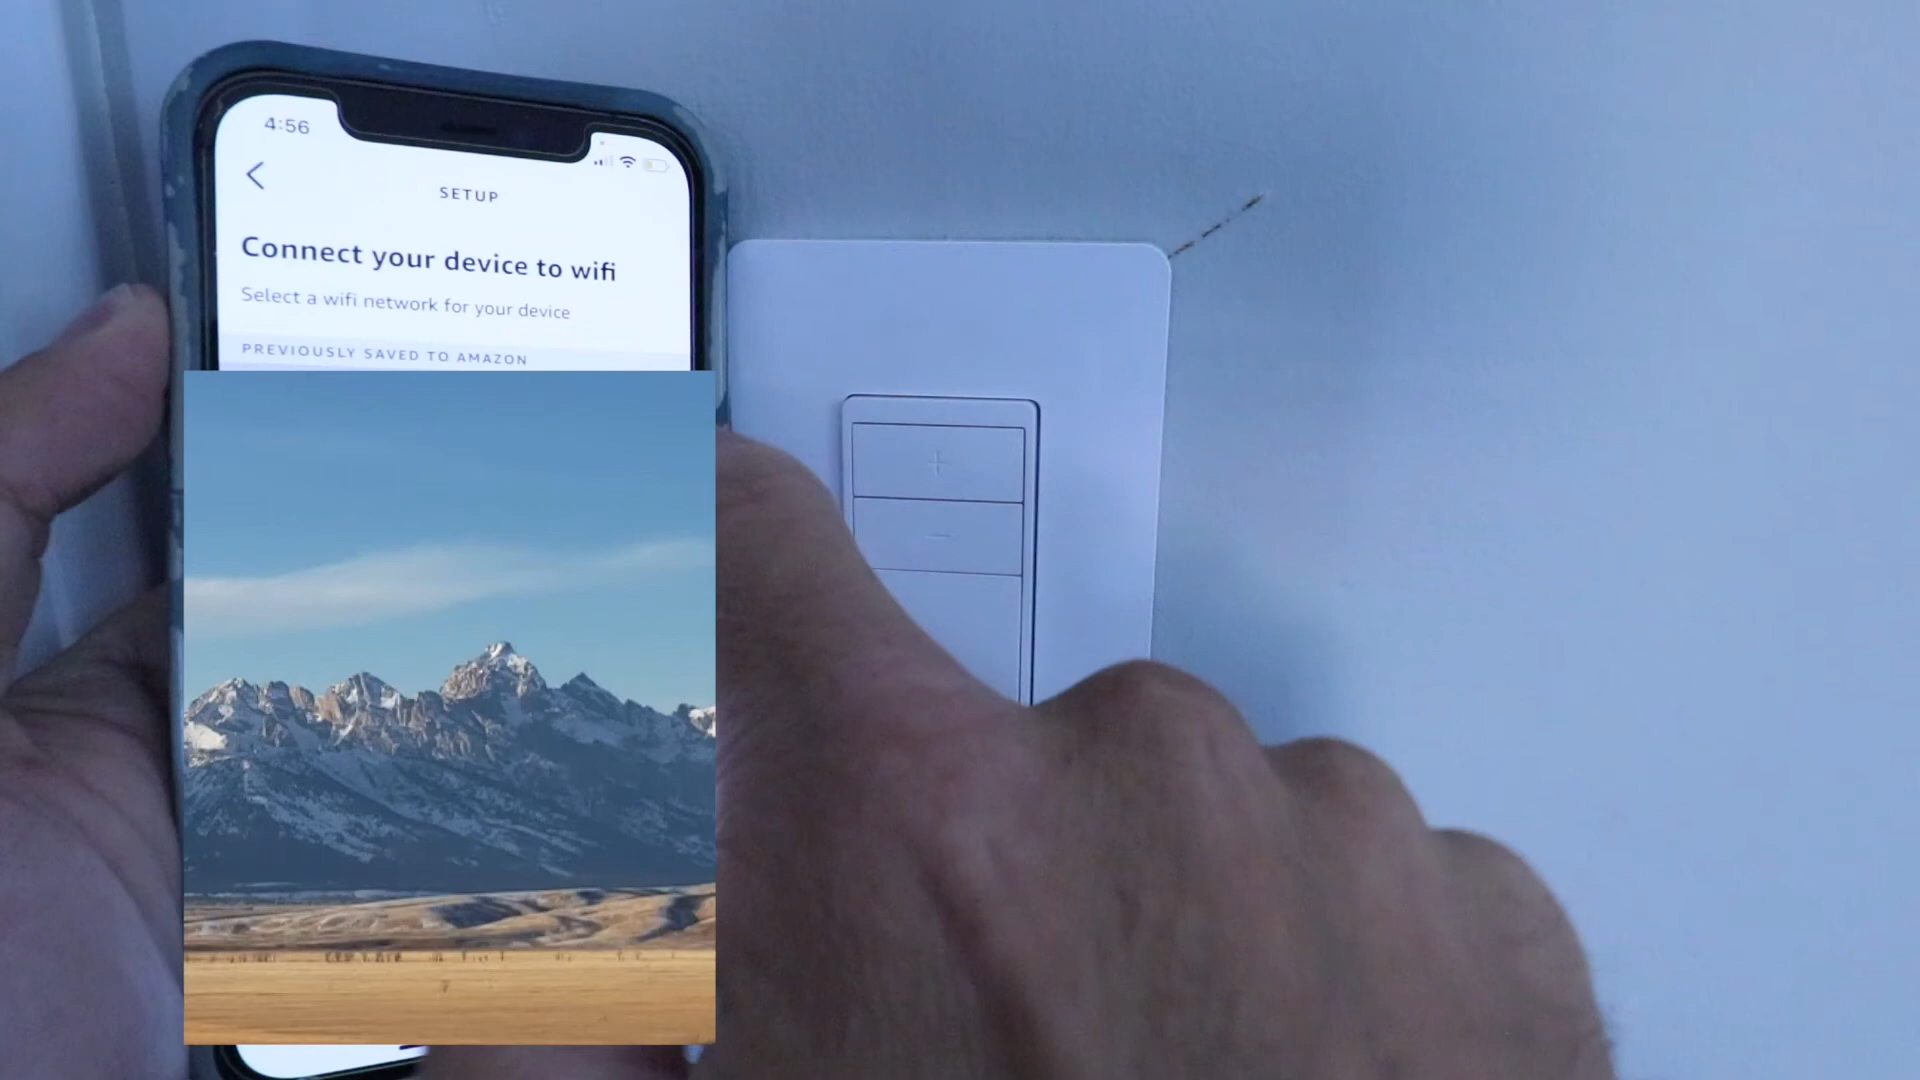 4:56
SETUP
Connect your device to wifi
Select a wifi network for your device
PREVIOUSLY SAVED TO AMAZON
+
−